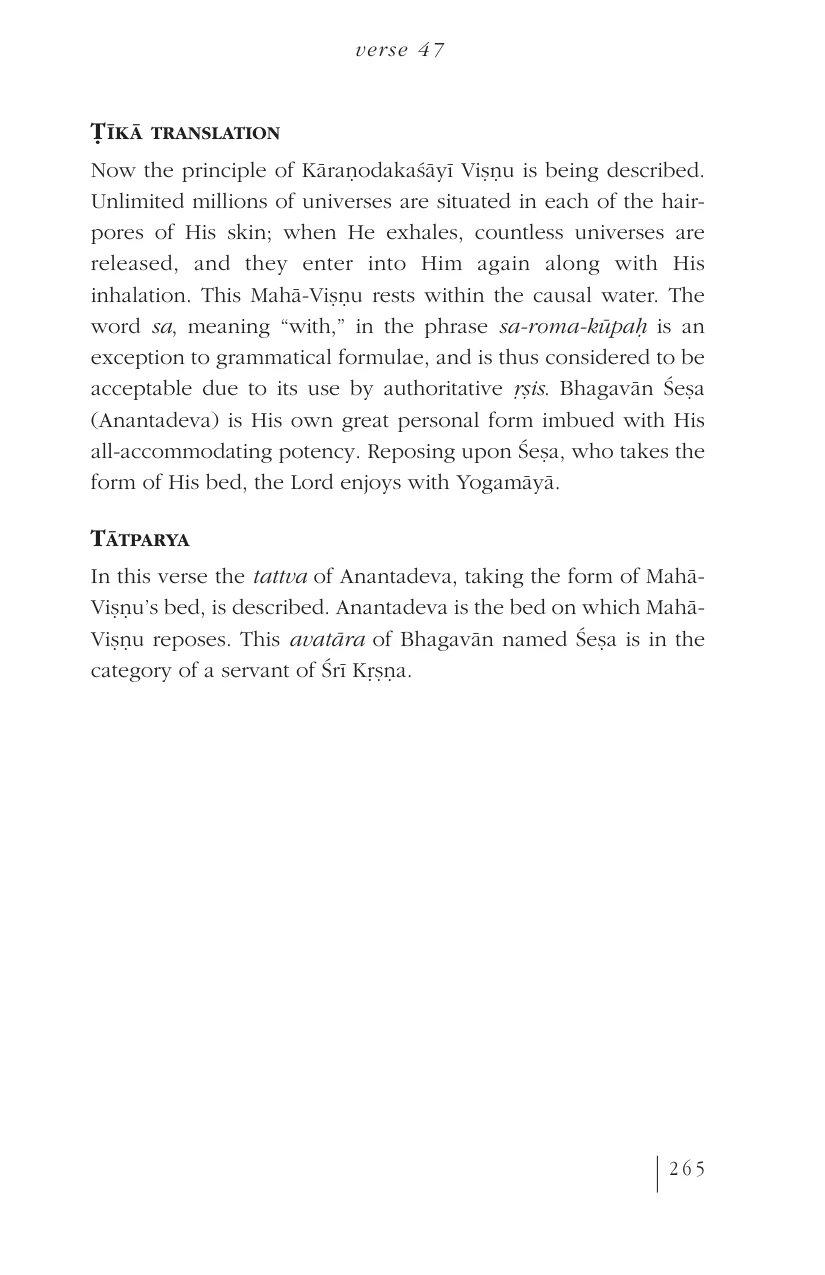 verse 47
Ṭīkā translation
Now the principle of Kāraṇodakaśāyī Viṣṇu is being described.
Unlimited millions of universes are situated in each of the hair-
pores of His skin; when He exhales, countless universes are
released, and they enter into Him again along with His
inhalation. This Mahā-Viṣṇu rests within the causal water. The
word sa, meaning “with,” in the phrase sa-roma-kūpaḥ is an
exception to grammatical formulae, and is thus considered to be
acceptable due to its use by authoritative ṛṣis. Bhagavān Śeṣa
(Anantadeva) is His own great personal form imbued with His
all-accommodating potency. Reposing upon Śeṣa, who takes the
form of His bed, the Lord enjoys with Yogamāyā.
Tātparya
In this verse the tattva of Anantadeva, taking the form of Mahā-
Viṣṇu’s bed, is described. Anantadeva is the bed on which Mahā-
Viṣṇu reposes. This avatāra of Bhagavān named Śeṣa is in the
category of a servant of Śrī Kṛṣṇa.
265